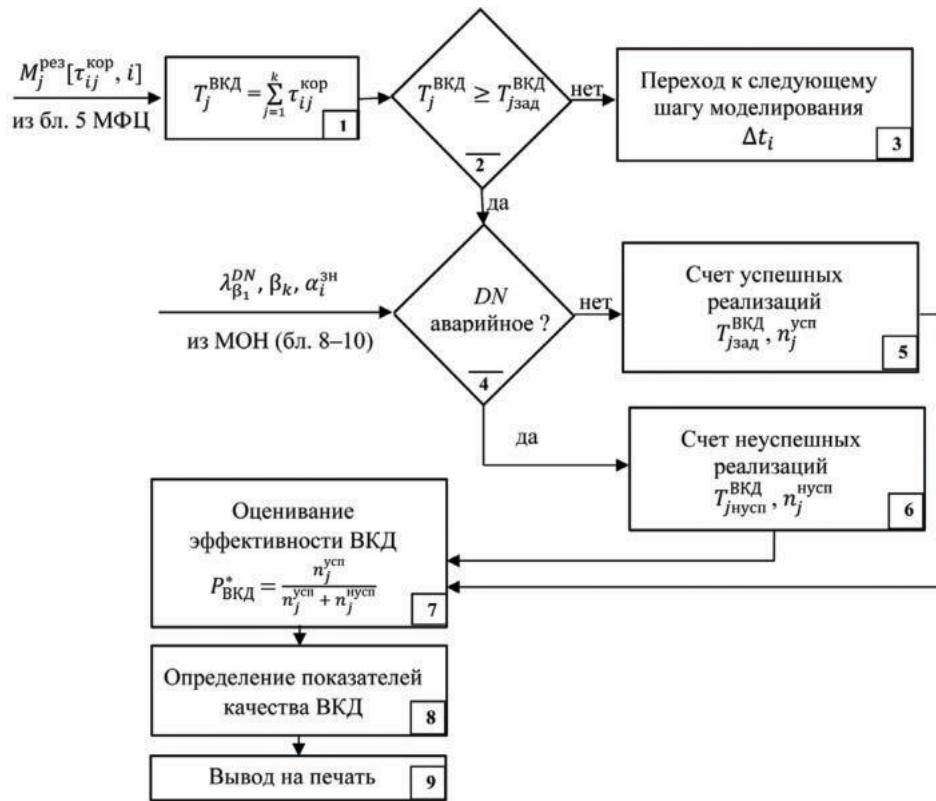 M_j^рез[τ_ij^кор, i]
из бл. 5 МФЦ
T_j^ВКД = ∑_{j=1}^k τ_ij^кор
1
T_j^ВКД ≥ T_jзад^ВКД
2
нет
Переход к следующему
шагу моделирования
Δt_i
3
да
λ_β₁^DN, β_k, α_i^зн
из МОН (бл. 8–10)
DN
аварийное ?
4
нет
Счет успешных
реализаций
T_jзад^ВКД, n_j^усп
5
да
Счет неуспешных
реализаций
T_jнусп^ВКД, n_j^нусп
6
Оценивание
эффективности ВКД
P*_ВКД = n_j^усп / (n_j^усп + n_j^нусп)
7
Определение показателей
качества ВКД
8
Вывод на печать
9